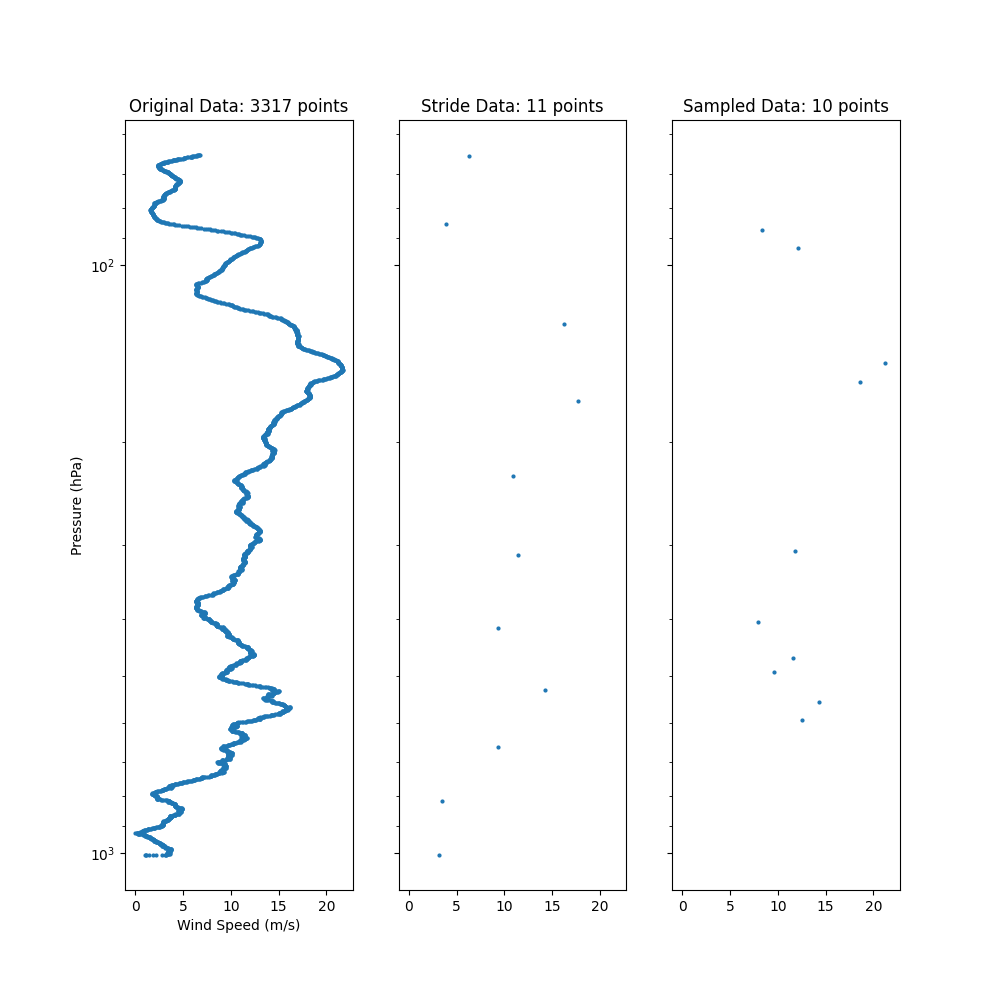 Original Data: 3317 points
Stride Data: 11 points
Sampled Data: 10 points
Pressure (hPa)
10²
10³
0 5 10 15 20
0 5 10 15 20
0 5 10 15 20
Wind Speed (m/s)